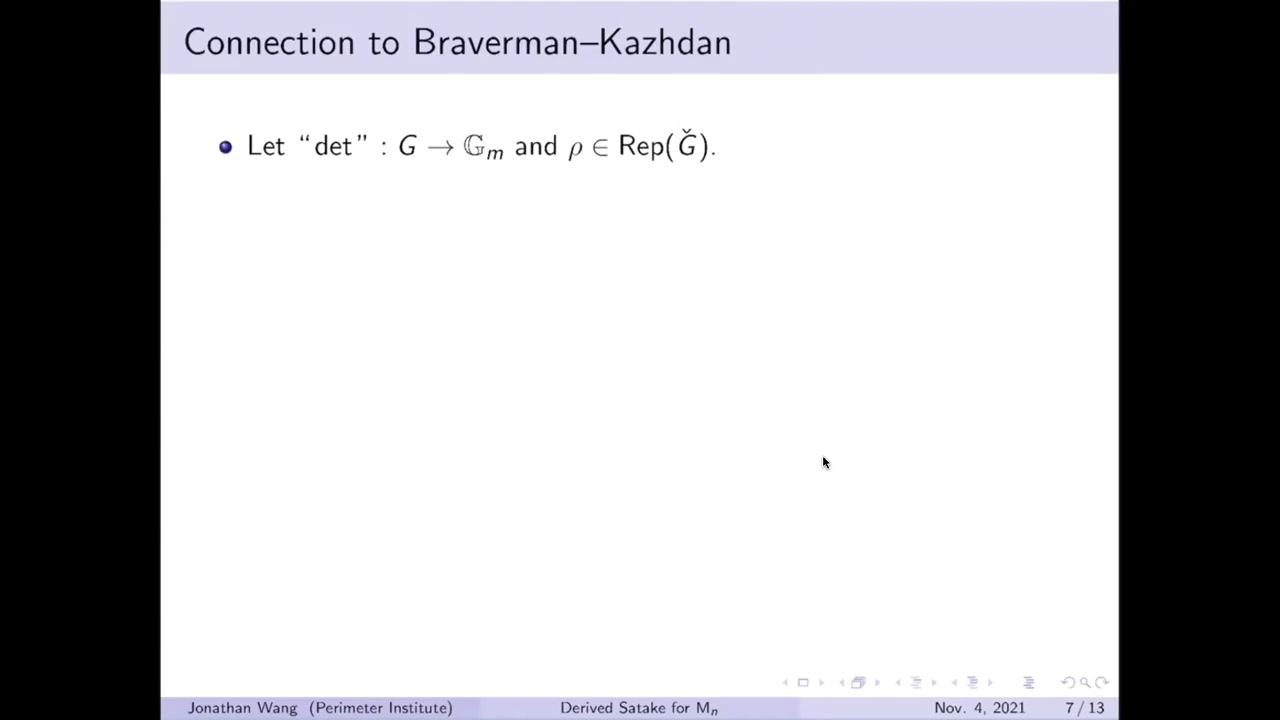 Connection to Braverman–Kazhdan
Let “det” : G → 𝔾ₘ and ρ ∈ Rep(Ǧ).
Jonathan Wang (Perimeter Institute) Derived Satake for Mₙ Nov. 4, 2021 7 / 13